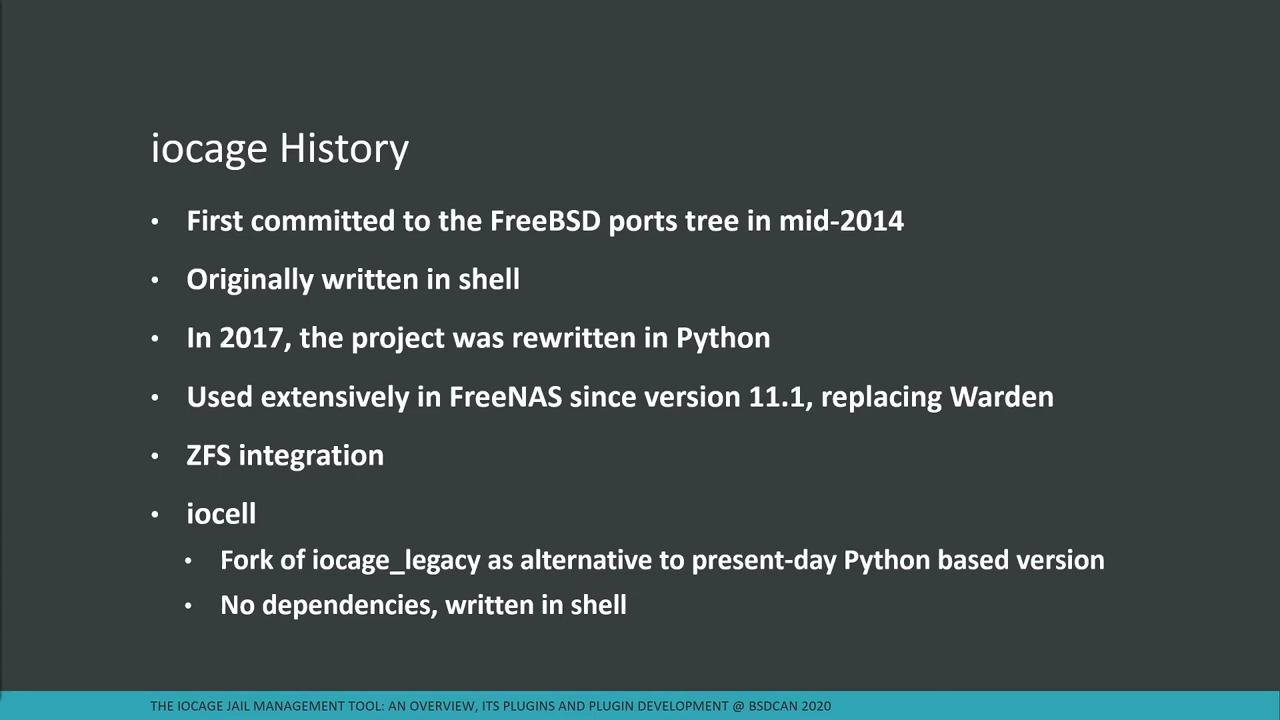 iocage History
• First committed to the FreeBSD ports tree in mid-2014
• Originally written in shell
• In 2017, the project was rewritten in Python
• Used extensively in FreeNAS since version 11.1, replacing Warden
• ZFS integration
• iocell
• Fork of iocage_legacy as alternative to present-day Python based version
• No dependencies, written in shell
THE IOCAGE JAIL MANAGEMENT TOOL: AN OVERVIEW, ITS PLUGINS AND PLUGIN DEVELOPMENT @ BSDCAN 2020